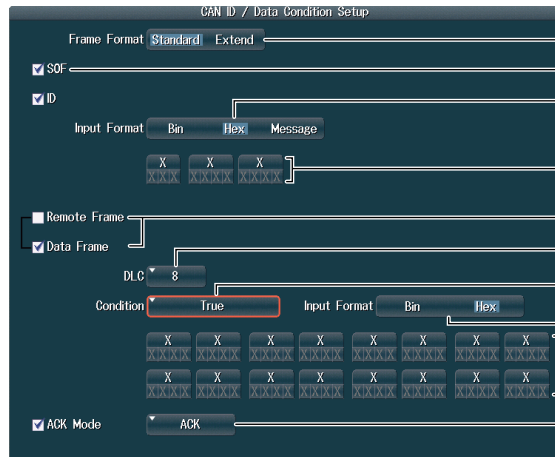 CAN ID / Data Condition Setup
Frame Format Standard Extend
SOF
ID
Input Format Bin Hex Message
X X X
XXX XXXX XXXX
Remote Frame
Data Frame
DLC 8
Condition True Input Format Bin Hex
X X X X X X X X
XXXX XXXX XXXX XXXX XXXX XXXX XXXX XXXX
X X X X X X X X
XXXX XXXX XXXX XXXX XXXX XXXX XXXX XXXX
ACK Mode ACK